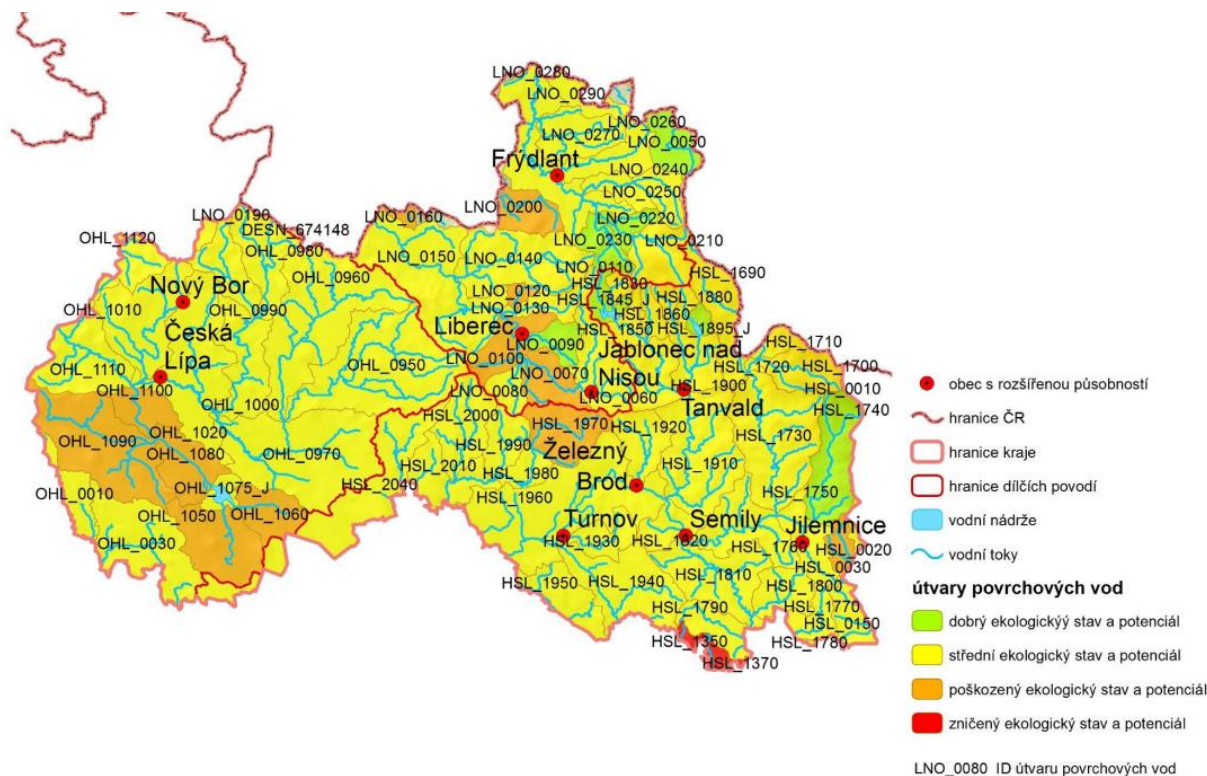 LNO_0280
LNO_0290
LNO_0260
LNO_0270
LNO_0050
Frýdlant
LNO_0240
LNO_0250
LNO_0200
LNO_0190
LNO_0160
LNO_0220
DESN_674148
LNO_0230
LNO_0210
OHL_1120
OHL_0980
LNO_0150
LNO_0140
LNO_0110
HSL_1690
OHL_0960
HSL_1830
Nový Bor
LNO_0120
HSL_1845_J
HSL_1880
OHL_1010
OHL_0990
LNO_0130
HSL_1860
Česká
Lípa
Liberec
HSL_1850
HSL_1895_J
LNO_0090
HSL_1710
OHL_1110
OHL_0950
LNO_0100
Jablonec nad
Nisou
LNO_0070
HSL_1720
HSL_1700
OHL_1100
LNO_0080
LNO_0060
HSL_1900
HSL_0010
Tanvald
OHL_1000
HSL_2000
HSL_1740
OHL_1020
HSL_1970
HSL_1920
OHL_1090
HSL_1990
HSL_1730
OHL_1080
OHL_0970
Železný
Brod
HSL_2010
HSL_1980
HSL_1910
OHL_0010
OHL_1075_J
HSL_2040
HSL_1960
HSL_1750
OHL_1050
OHL_1060
Turnov
Semily
Jilemnice
OHL_0030
HSL_1930
HSL_1820
HSL_1760
HSL_0020
HSL_0030
HSL_1950
HSL_1940
HSL_1810
HSL_1800
HSL_1790
HSL_1770
HSL_0150
HSL_1350
HSL_1780
HSL_1370
obec s rozšířenou působností
hranice ČR
hranice kraje
hranice dílčích povodí
vodní nádrže
vodní toky
útvary povrchových vod
dobrý ekologickýý stav a potenciál
střední ekologický stav a potenciál
poškozený ekologický stav a potenciál
zničený ekologický stav a potenciál
LNO_0080 ID útvaru povrchových vod